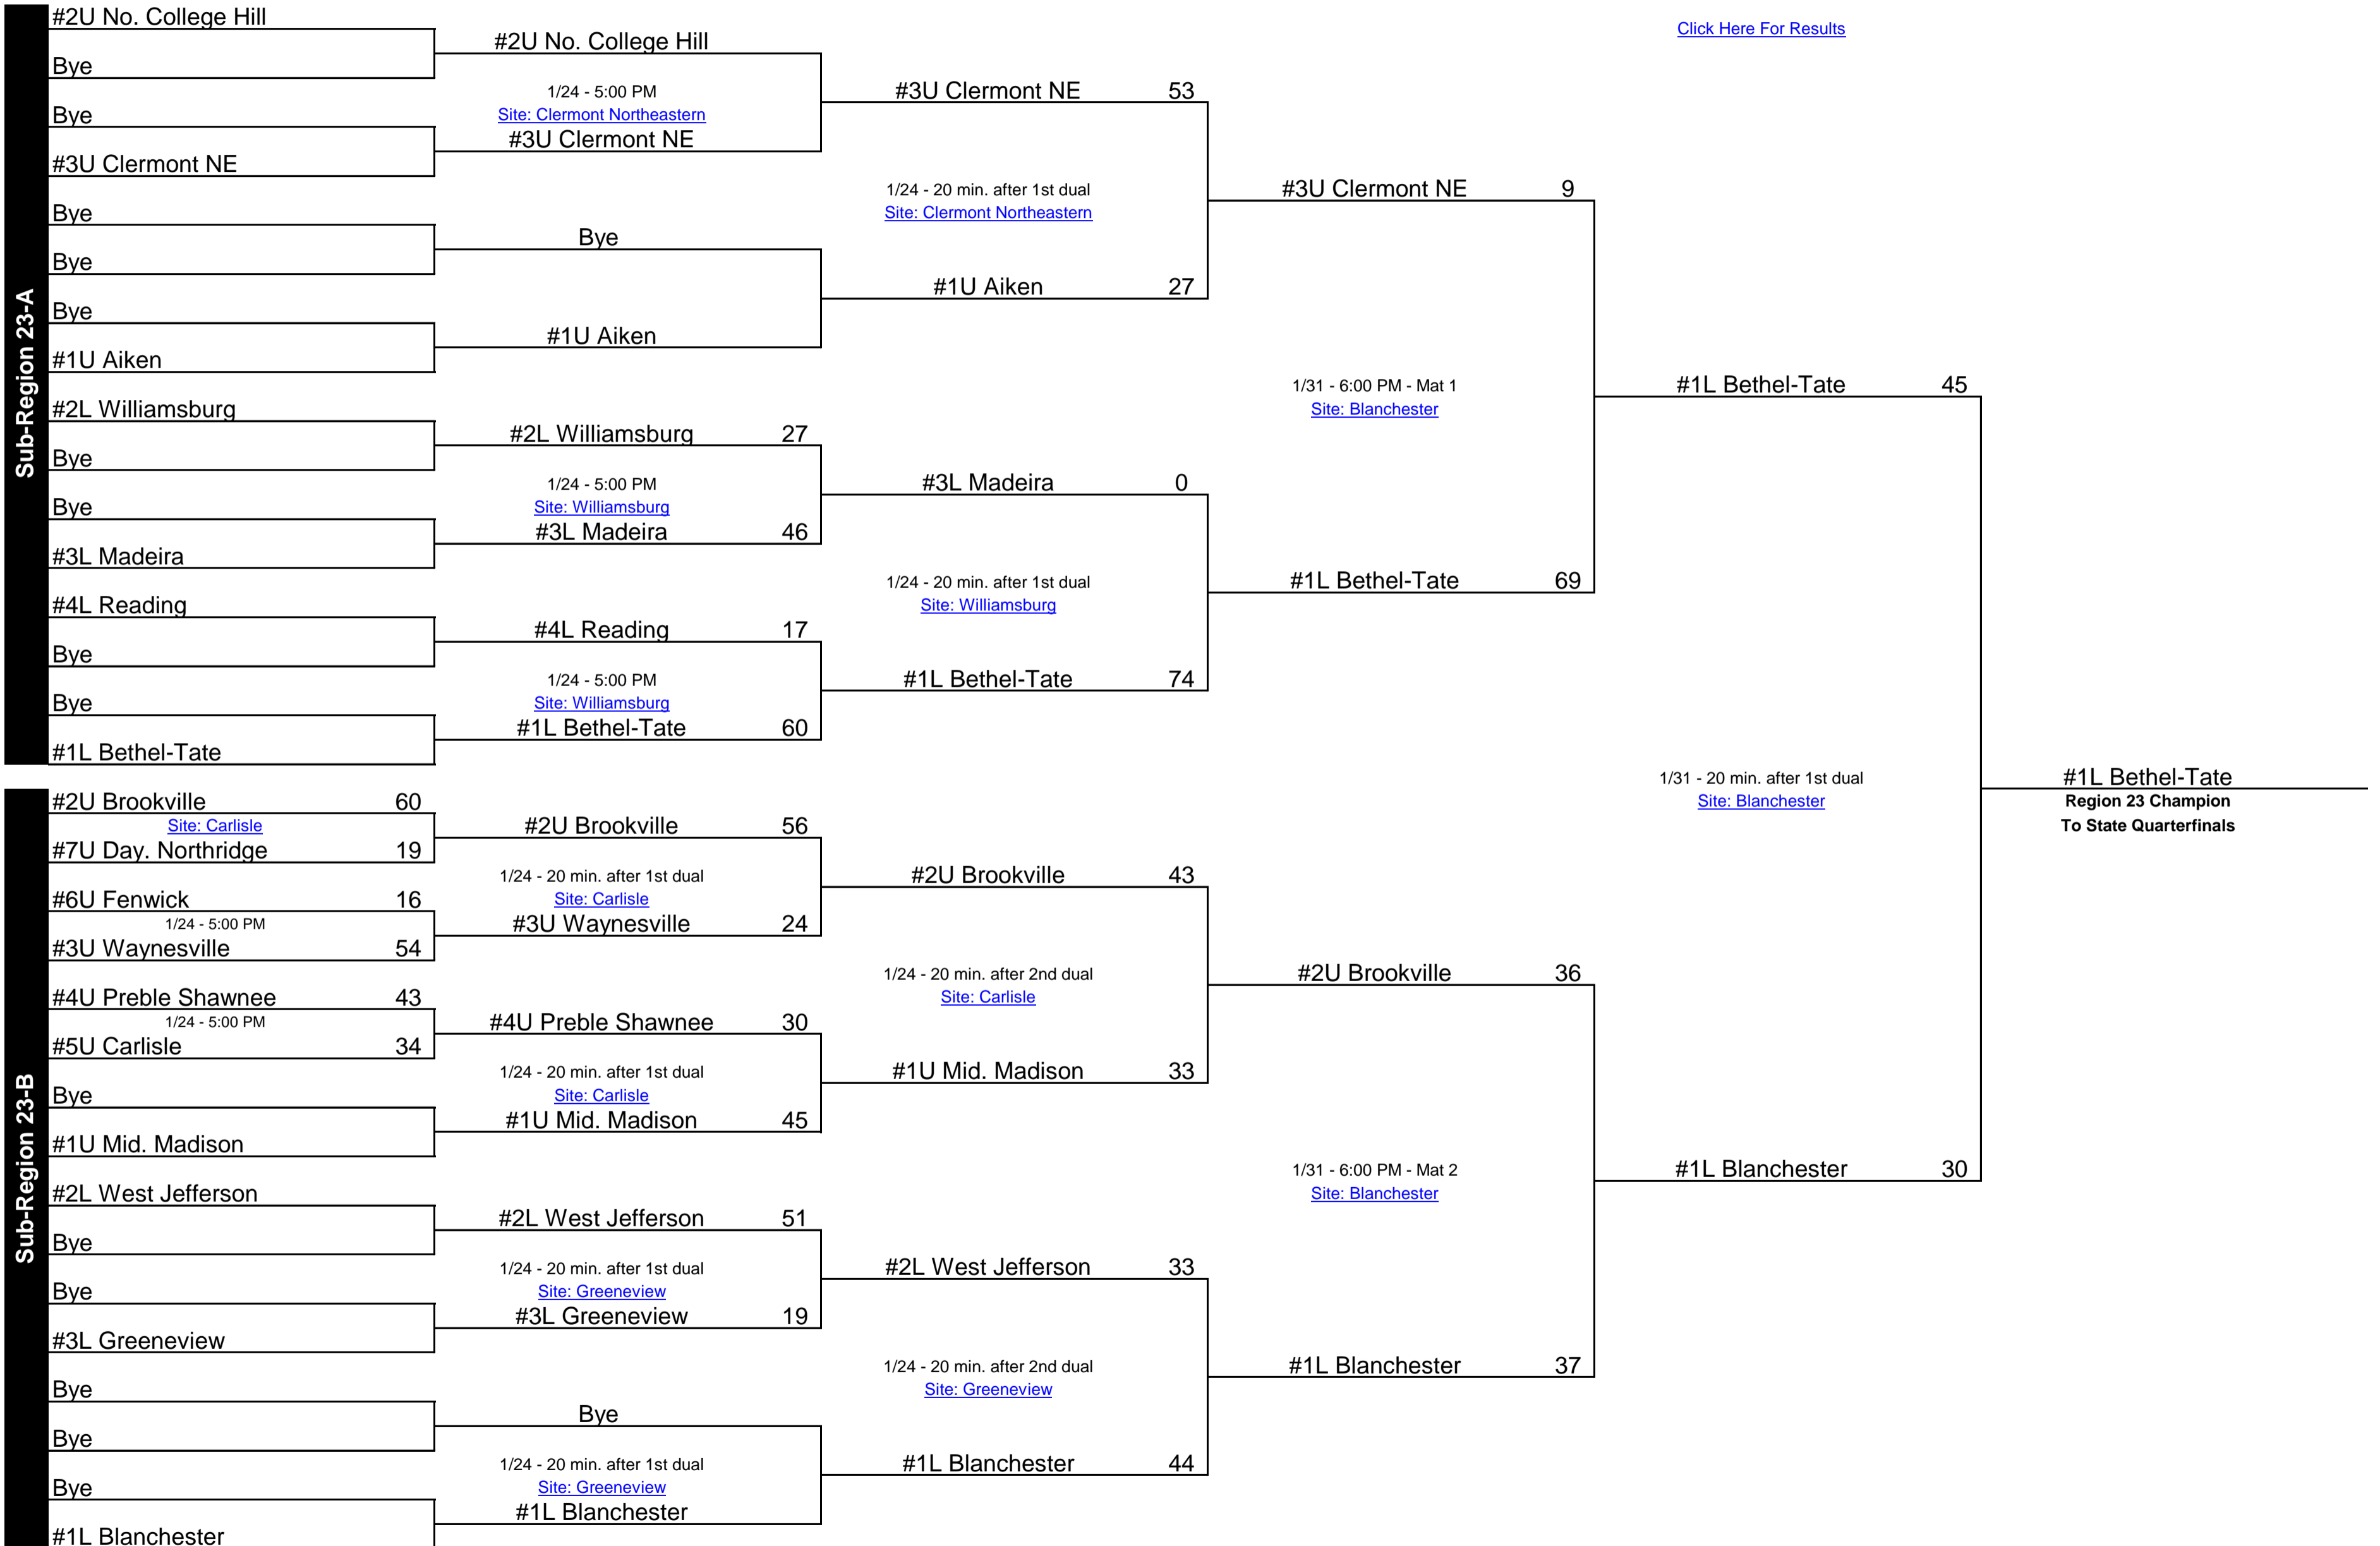 Sub-Region 23-A
#2U No. College Hill
Bye
Bye
#3U Clermont NE
Bye
Bye
Bye
#1U Aiken
#2L Williamsburg
Bye
Bye
#3L Madeira
#4L Reading
Bye
Bye
#1L Bethel-Tate
Sub-Region 23-B
#2U Brookville 60
Site: Carlisle
#7U Day. Northridge 19
#6U Fenwick 16
1/24 - 5:00 PM
#3U Waynesville 54
#4U Preble Shawnee 43
1/24 - 5:00 PM
#5U Carlisle 34
Bye
#1U Mid. Madison
#2L West Jefferson
Bye
Bye
#3L Greeneview
Bye
Bye
Bye
#1L Blanchester
#2U No. College Hill
1/24 - 5:00 PM
Site: Clermont Northeastern
#3U Clermont NE
Bye
#1U Aiken
#2L Williamsburg 27
1/24 - 5:00 PM
Site: Williamsburg
#3L Madeira 46
#4L Reading 17
1/24 - 5:00 PM
Site: Williamsburg
#1L Bethel-Tate 60
#2U Brookville 56
1/24 - 20 min. after 1st dual
Site: Carlisle
#3U Waynesville 24
#4U Preble Shawnee 30
1/24 - 20 min. after 1st dual
Site: Carlisle
#1U Mid. Madison 45
#2L West Jefferson 51
1/24 - 20 min. after 1st dual
Site: Greeneview
#3L Greeneview 19
Bye
1/24 - 20 min. after 1st dual
Site: Greeneview
#1L Blanchester
#3U Clermont NE 53
1/24 - 20 min. after 1st dual
Site: Clermont Northeastern
#1U Aiken 27
#3L Madeira 0
1/24 - 20 min. after 1st dual
Site: Williamsburg
#1L Bethel-Tate 74
#2U Brookville 43
1/24 - 20 min. after 2nd dual
Site: Carlisle
#1U Mid. Madison 33
#2L West Jefferson 33
1/24 - 20 min. after 2nd dual
Site: Greeneview
#1L Blanchester 44
#3U Clermont NE 9
1/31 - 6:00 PM - Mat 1
Site: Blanchester
#1L Bethel-Tate 69
#2U Brookville 36
1/31 - 6:00 PM - Mat 2
Site: Blanchester
#1L Blanchester 37
Click Here For Results
#1L Bethel-Tate 45
1/31 - 20 min. after 1st dual
Site: Blanchester
#1L Blanchester 30
#1L Bethel-Tate
Region 23 Champion
To State Quarterfinals